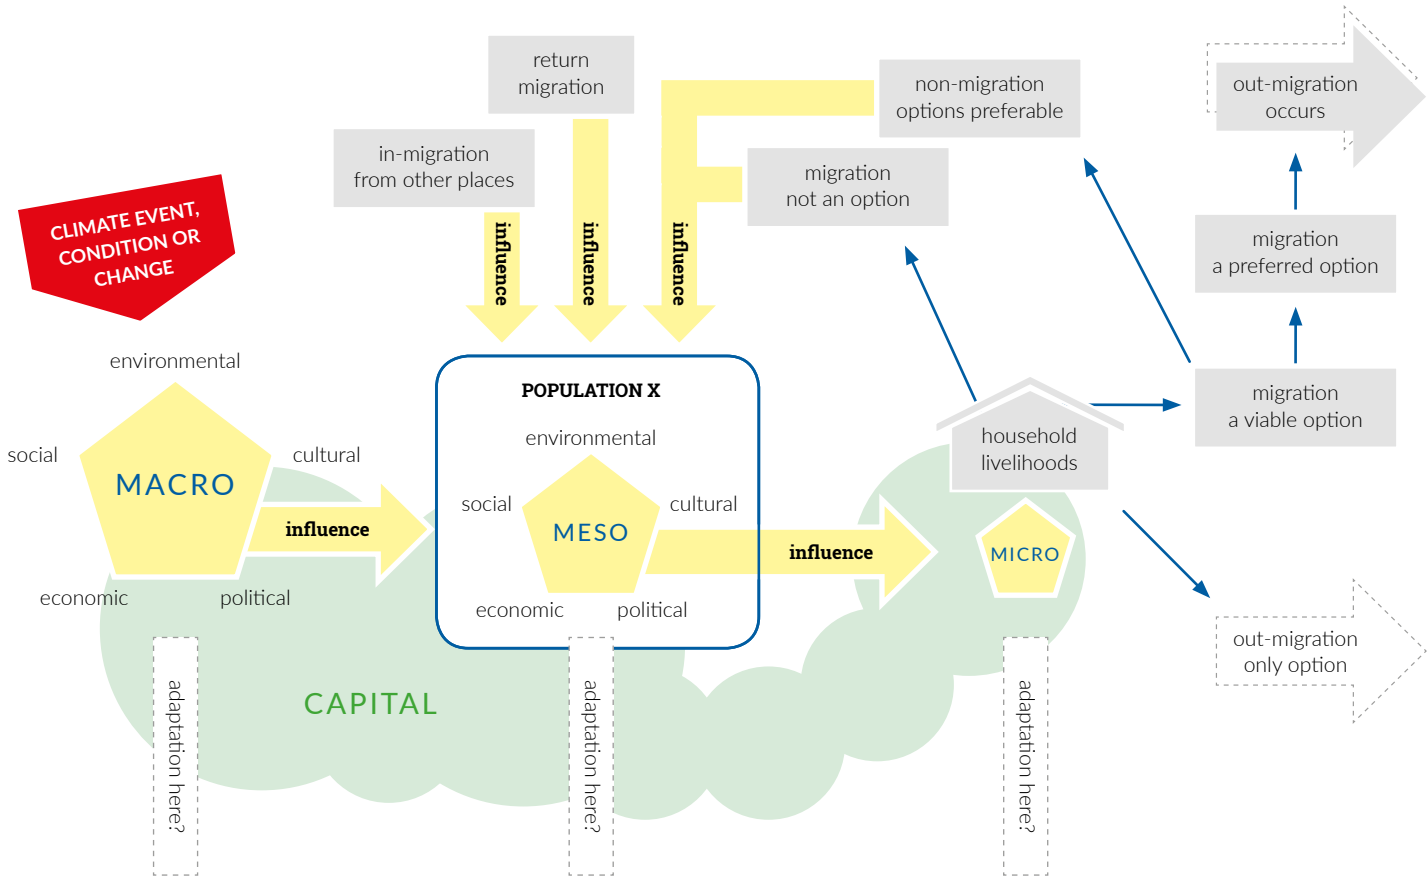 return
migration
non-migration
options preferable
out-migration
occurs
in-migration
from other places
migration
not an option
CLIMATE EVENT,
CONDITION OR
CHANGE
influence
influence
influence
migration
a preferred option
environmental
social
cultural
MACRO
economic
political
influence
POPULATION X
environmental
social
cultural
MESO
economic
political
influence
household
livelihoods
migration
a viable option
MICRO
out-migration
only option
CAPITAL
adaptation here?
adaptation here?
adaptation here?